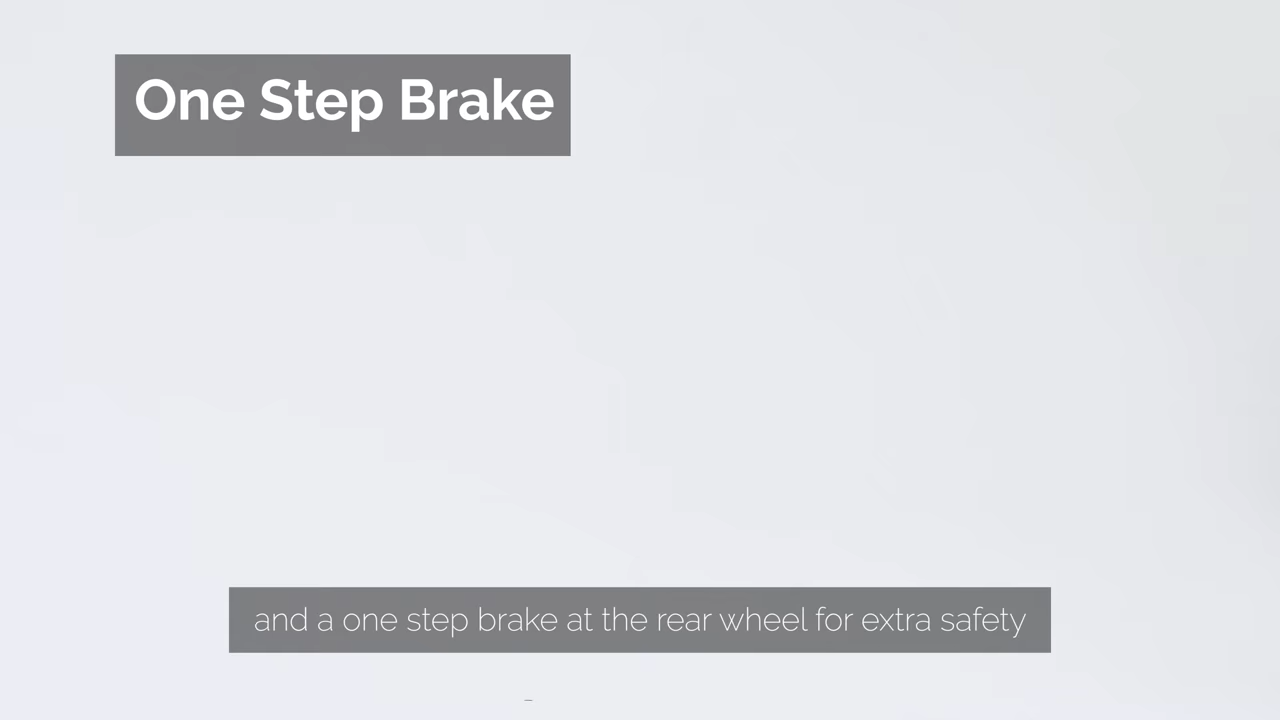 One Step Brake
and a one step brake at the rear wheel for extra safety